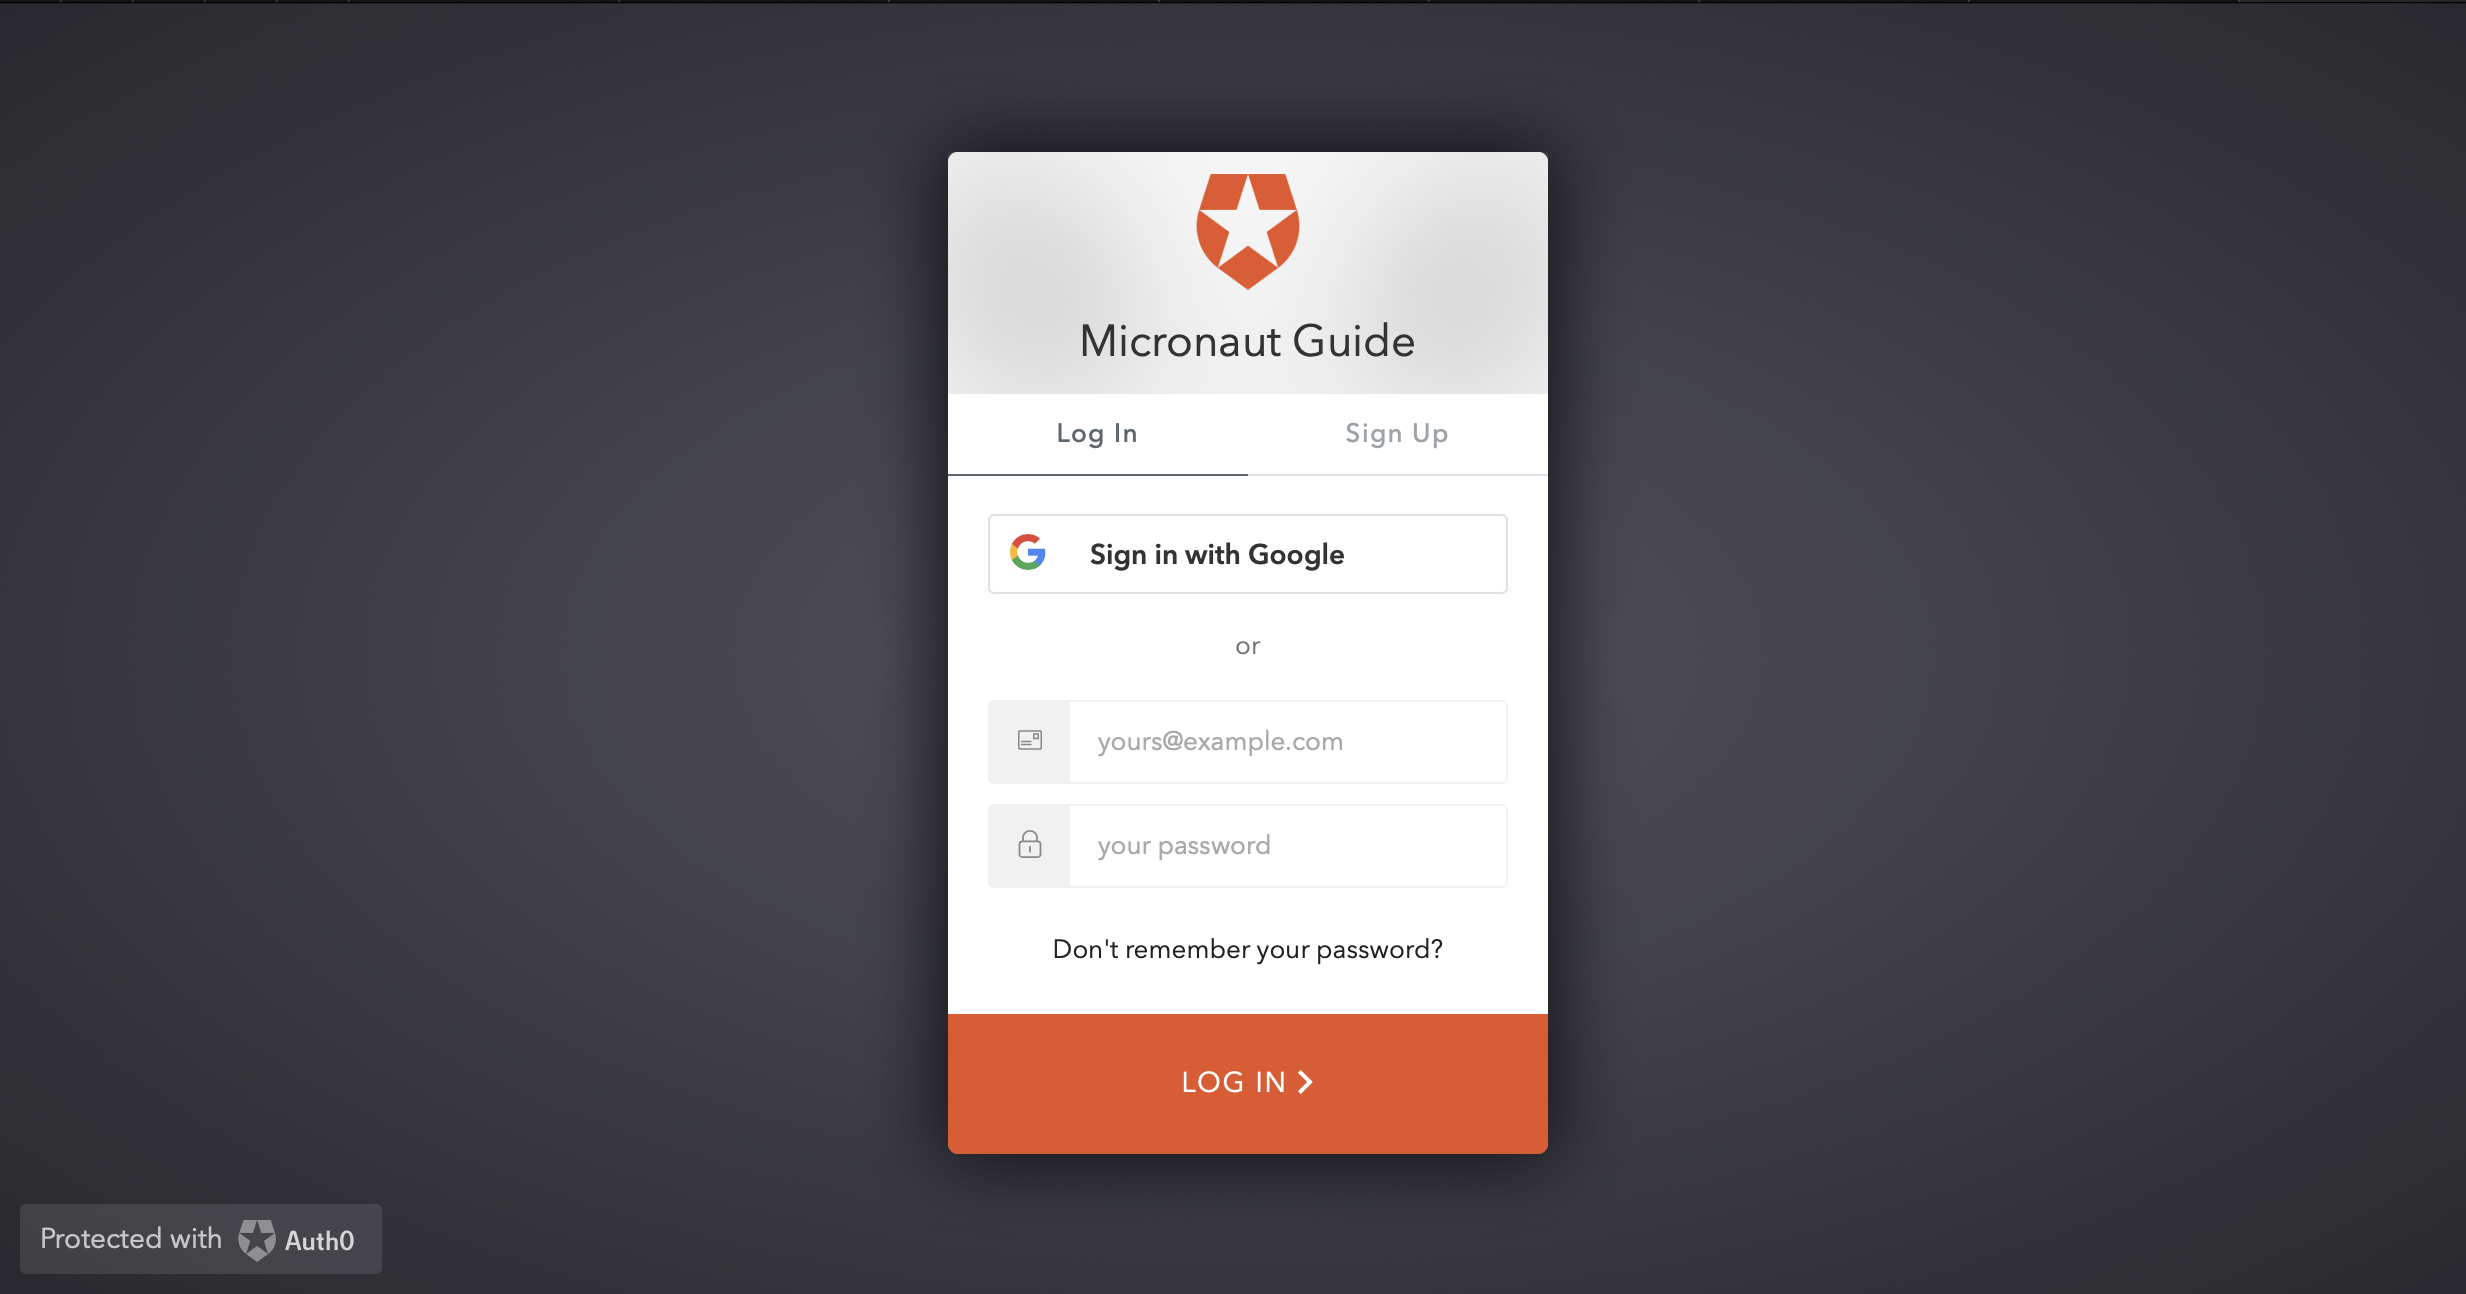 Micronaut Guide
Log In
Sign Up
Sign in with Google
or
yours@example.com
your password
Don't remember your password?
LOG IN
Protected with Auth0